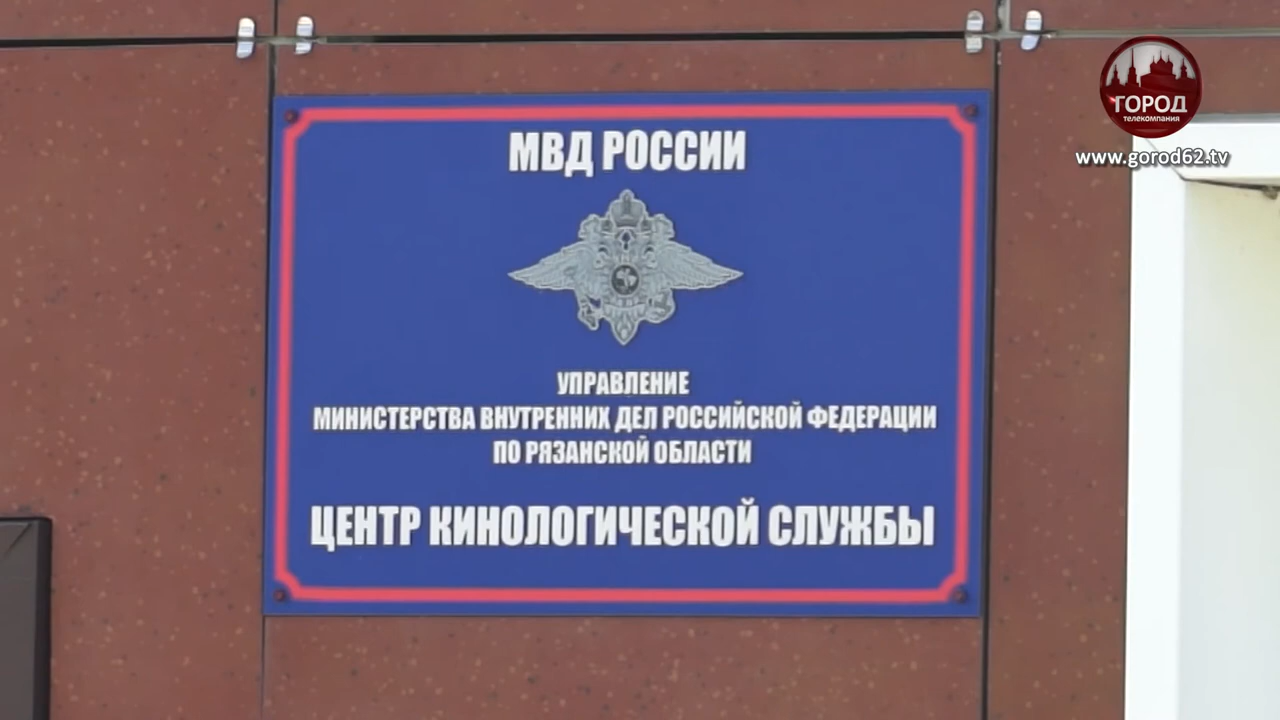 МВД РОССИИ
УПРАВЛЕНИЕ
МИНИСТЕРСТВА ВНУТРЕННИХ ДЕЛ РОССИЙСКОЙ ФЕДЕРАЦИИ
ПО РЯЗАНСКОЙ ОБЛАСТИ
ЦЕНТР КИНОЛОГИЧЕСКОЙ СЛУЖБЫ
ГОРОД
телекомпания
www.gorod62.tv